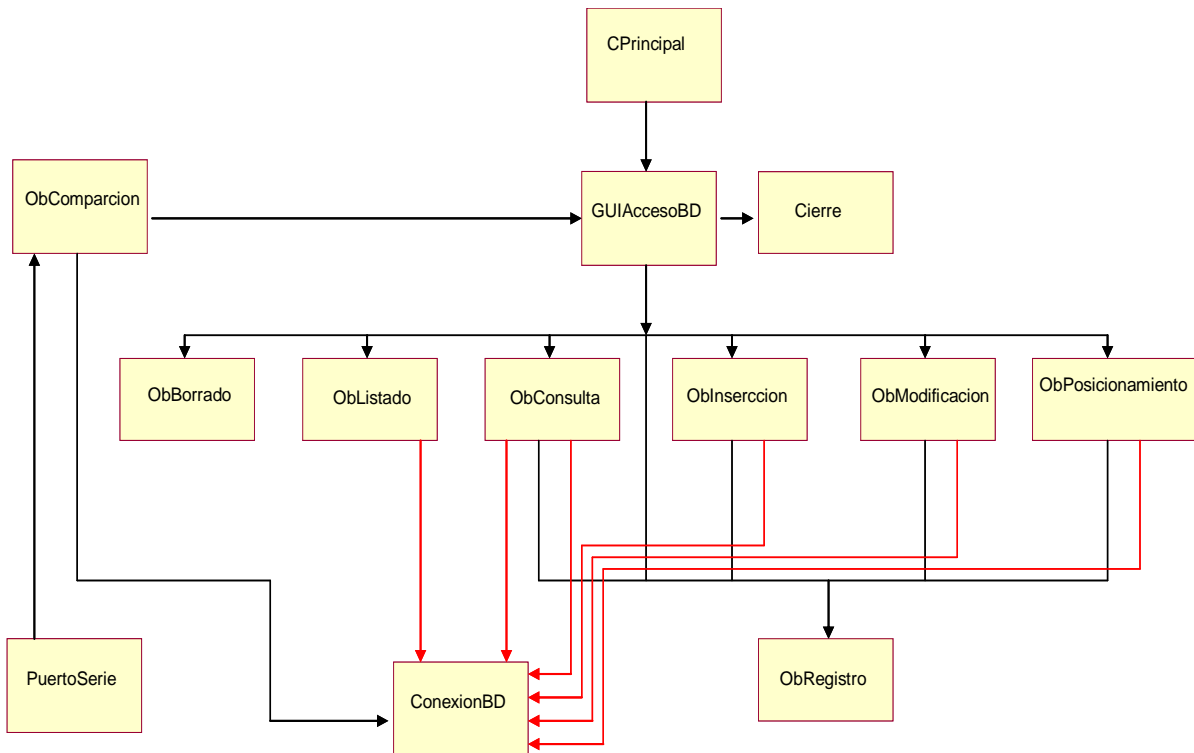 CPrincipal
ObComparcion
GUIAccesoBD
Cierre
ObBorrado
ObListado
ObConsulta
ObInserccion
ObModificacion
ObPosicionamiento
PuertoSerie
ConexionBD
ObRegistro